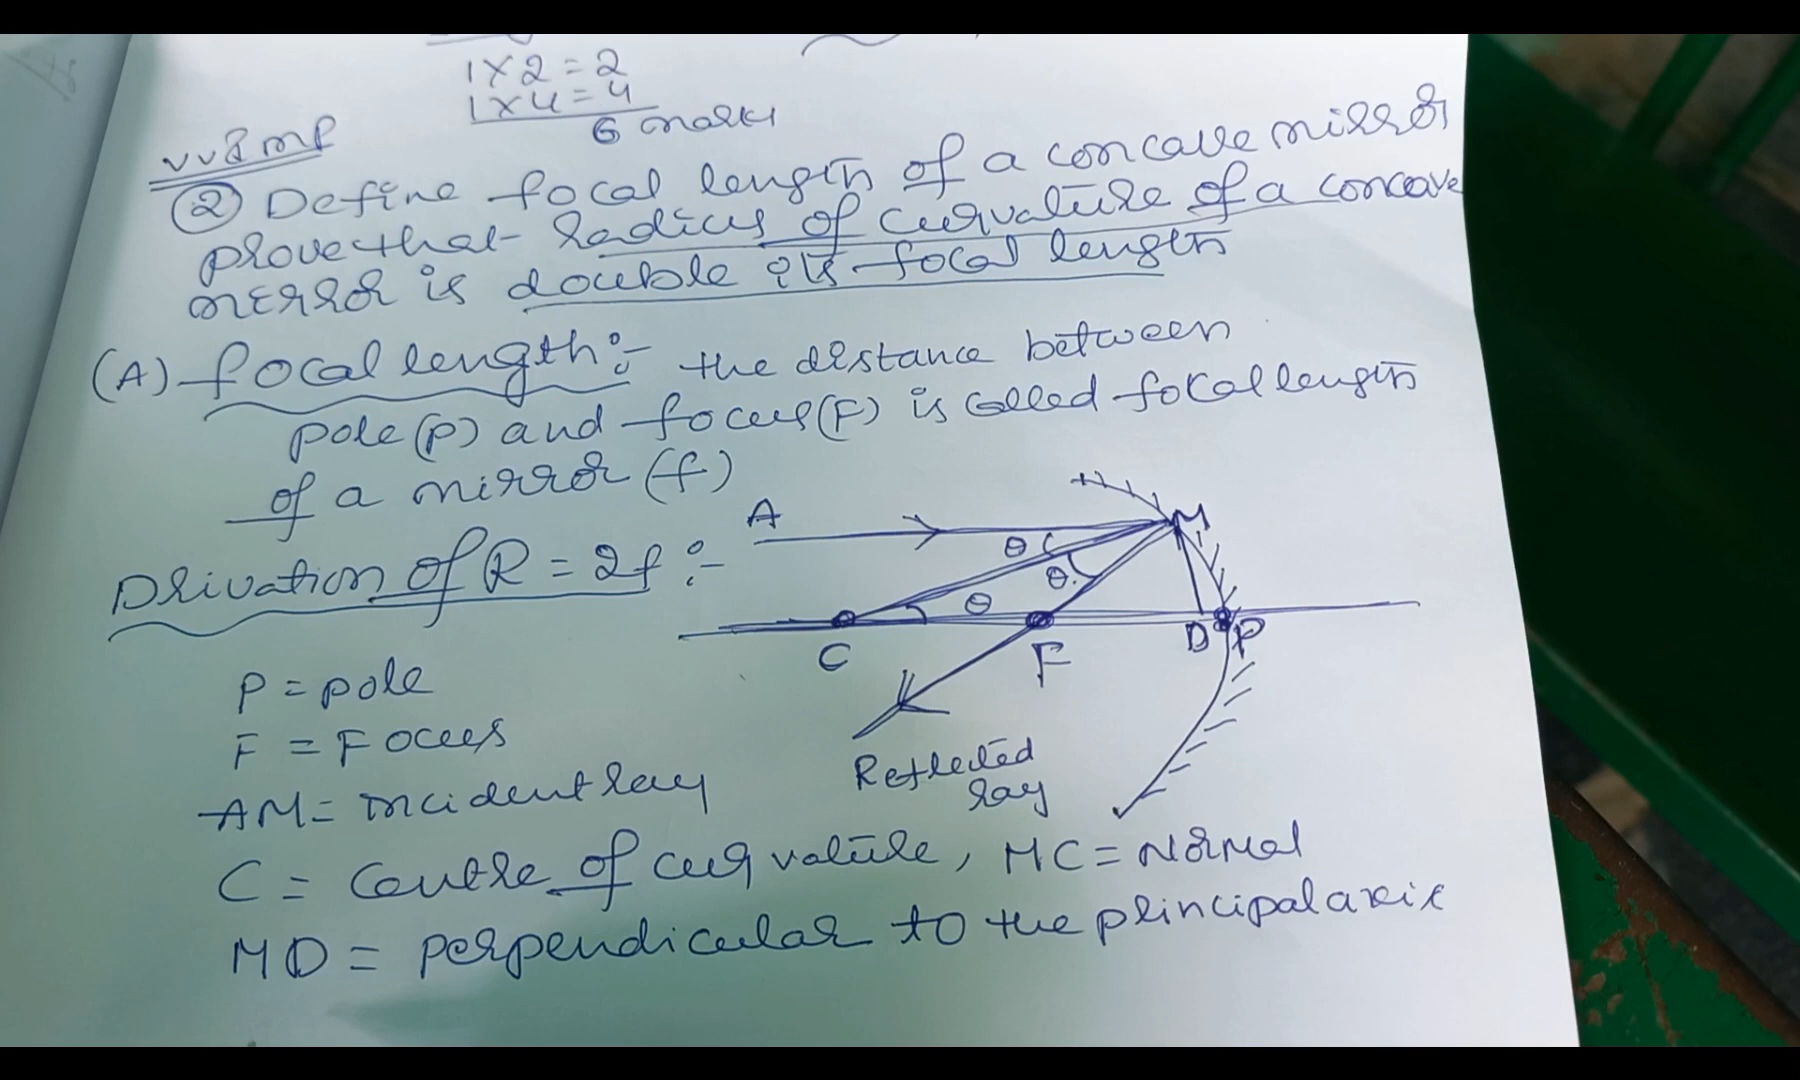 1 X 2 = 2
1 X 4 = 4
6 marks
vv Imp
(2) Define focal length of a concave mirror
prove that radius of curvature of a concave
mirror is double its focal length
(A) focal length :- the distance between
pole (p) and focus (F) is called focal length
of a mirror (f)
Drivation of R = 2f :-
A
M
θ
θ
θ
C
F
D
P
Reflected
ray
P = pole
F = Focus
AM = incident ray
C = Centre of curvature, MC = Normal
MD = perpendicular to the principal axis